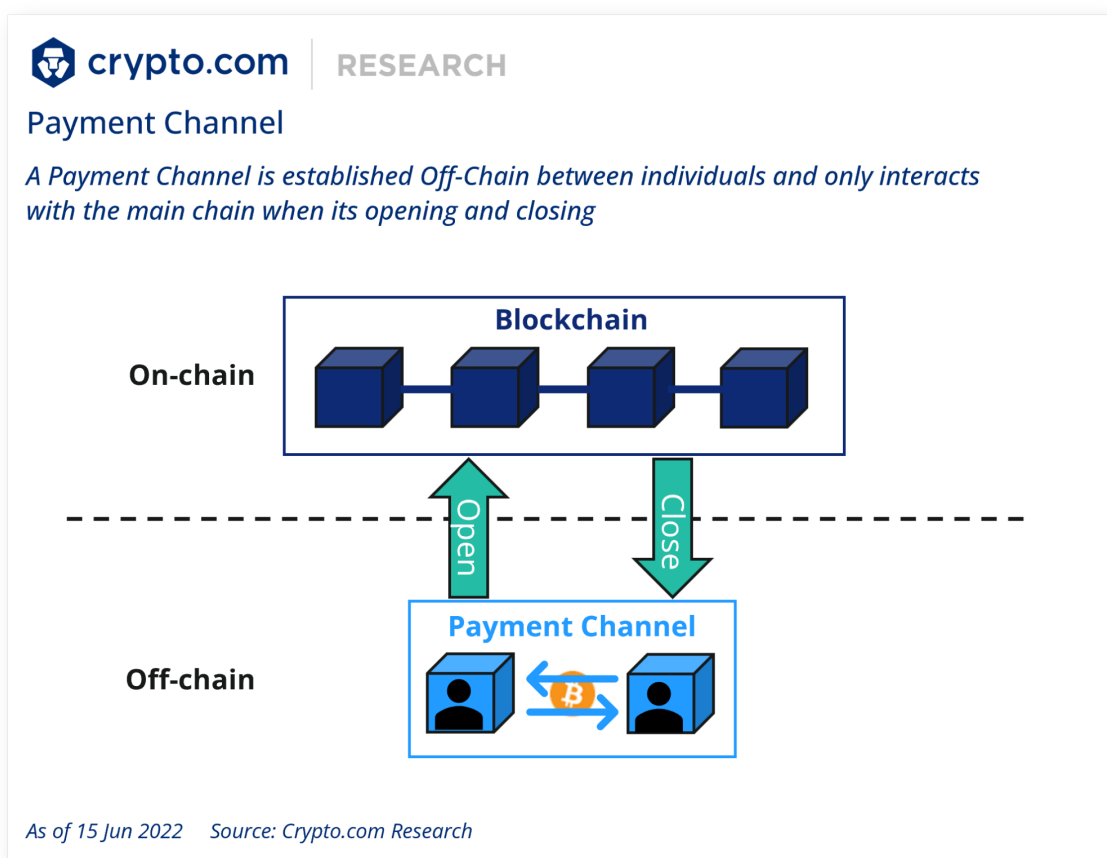 crypto.com RESEARCH
Payment Channel
A Payment Channel is established Off-Chain between individuals and only interacts
with the main chain when its opening and closing
Blockchain
On-chain
Open
Close
Payment Channel
Off-chain
As of 15 Jun 2022 Source: Crypto.com Research